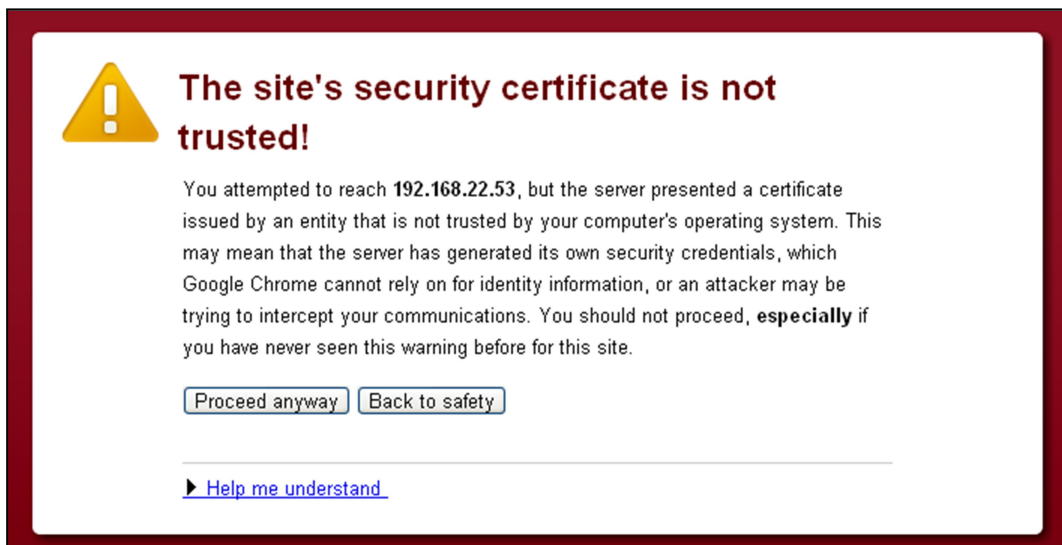 The site's security certificate is not
trusted!
You attempted to reach 192.168.22.53, but the server presented a certificate
issued by an entity that is not trusted by your computer's operating system. This
may mean that the server has generated its own security credentials, which
Google Chrome cannot rely on for identity information, or an attacker may be
trying to intercept your communications. You should not proceed, especially if
you have never seen this warning before for this site.
Proceed anyway Back to safety
Help me understand